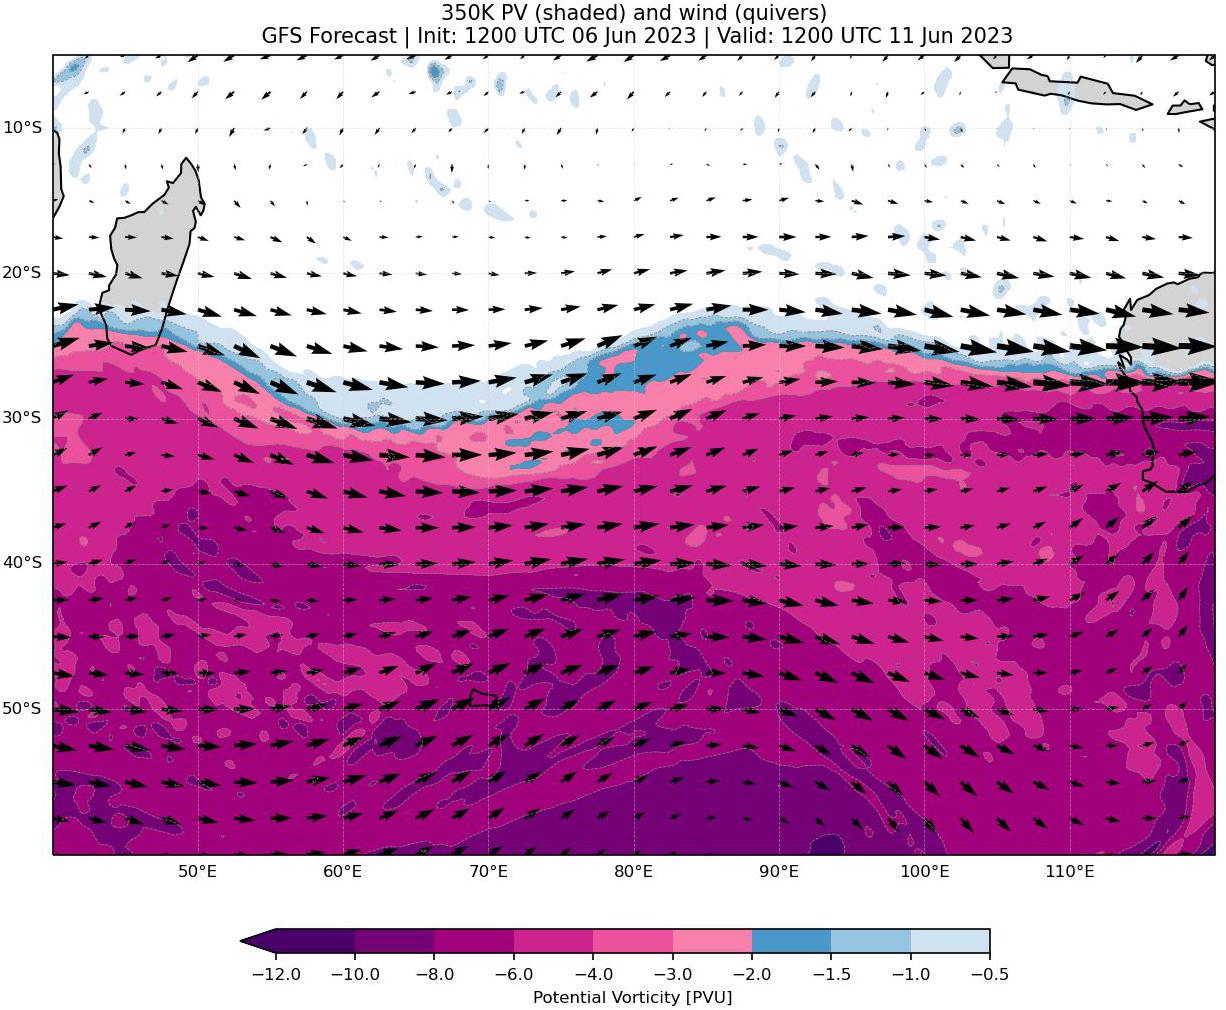 350K PV (shaded) and wind (quivers)
GFS Forecast | Init: 1200 UTC 06 Jun 2023 | Valid: 1200 UTC 11 Jun 2023
10°S
20°S
30°S
40°S
50°S
50°E 60°E 70°E 80°E 90°E 100°E 110°E
−12.0 −10.0 −8.0 −6.0 −4.0 −3.0 −2.0 −1.5 −1.0 −0.5
Potential Vorticity [PVU]